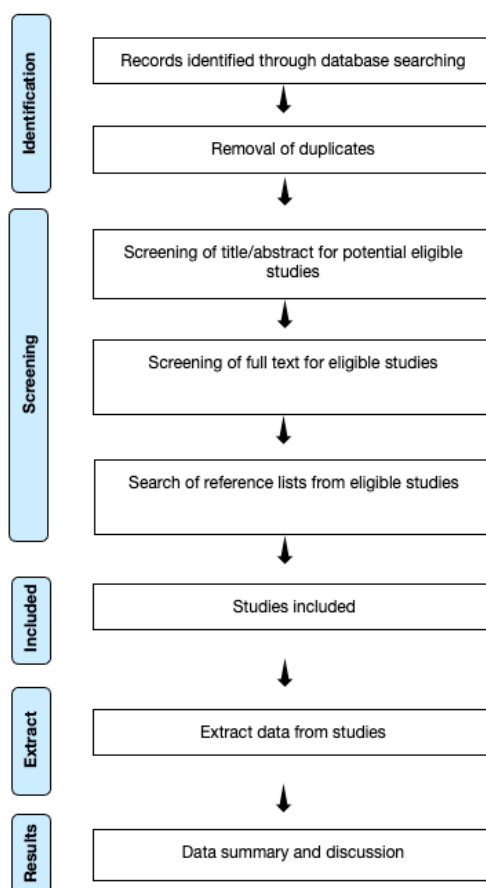 Identification
Records identified through database searching
Removal of duplicates
Screening
Screening of title/abstract for potential eligible
studies
Screening of full text for eligible studies
Search of reference lists from eligible studies
Included
Studies included
Extract
Extract data from studies
Results
Data summary and discussion